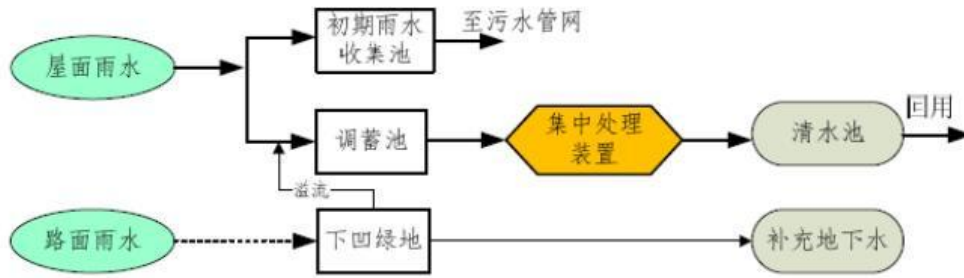 初期雨水
收集池
至污水管网
屋面雨水
调蓄池
集中处理
装置
清水池
回用
溢流
路面雨水
下凹绿地
补充地下水